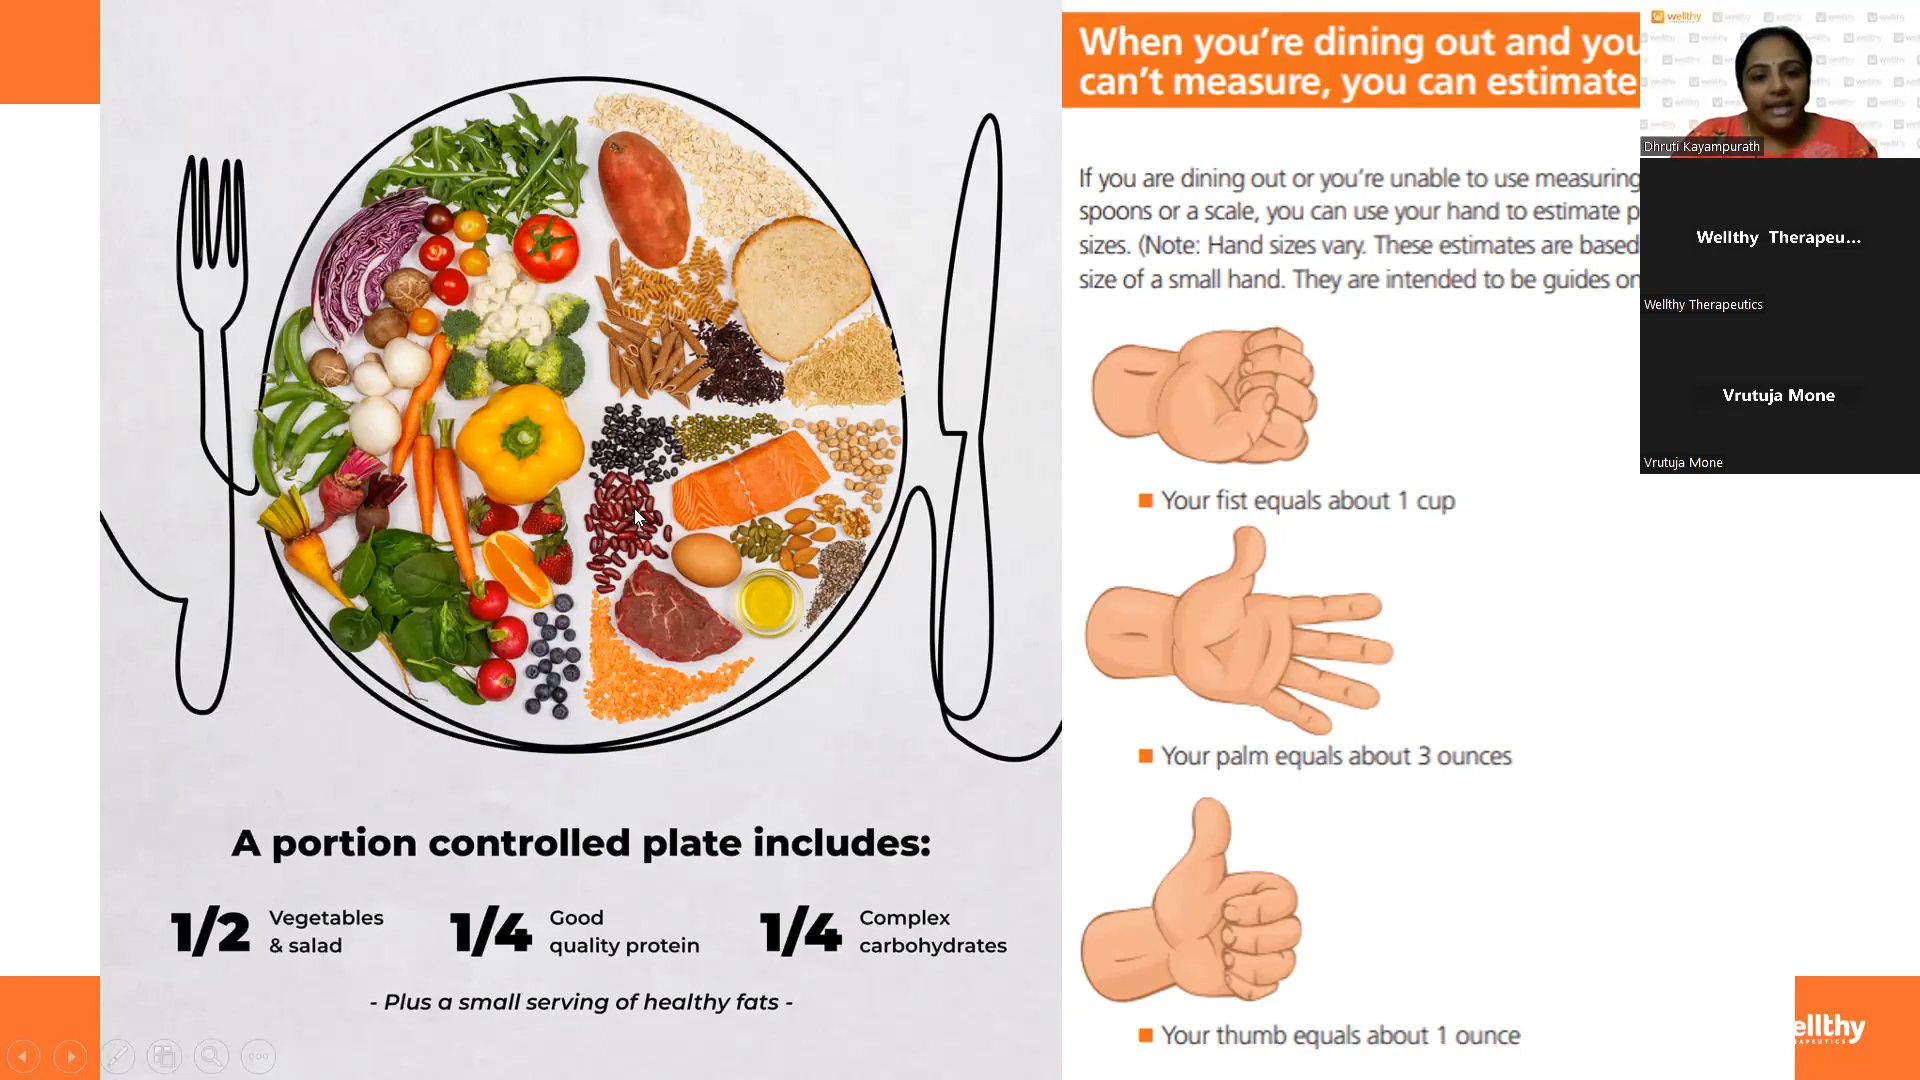 A portion controlled plate includes:
1/2 Vegetables
& salad
1/4 Good
quality protein
1/4 Complex
carbohydrates
- Plus a small serving of healthy fats -
When you're dining out and you
can't measure, you can estimate
If you are dining out or you're unable to use measuring
spoons or a scale, you can use your hand to estimate p
sizes. (Note: Hand sizes vary. These estimates are based
size of a small hand. They are intended to be guides on
Your fist equals about 1 cup
Your palm equals about 3 ounces
Your thumb equals about 1 ounce
wellthy
Dhruti Kayampurath
Wellthy Therapeu...
Wellthy Therapeutics
Vrutuja Mone
Vrutuja Mone
ellthy
APEUTICS